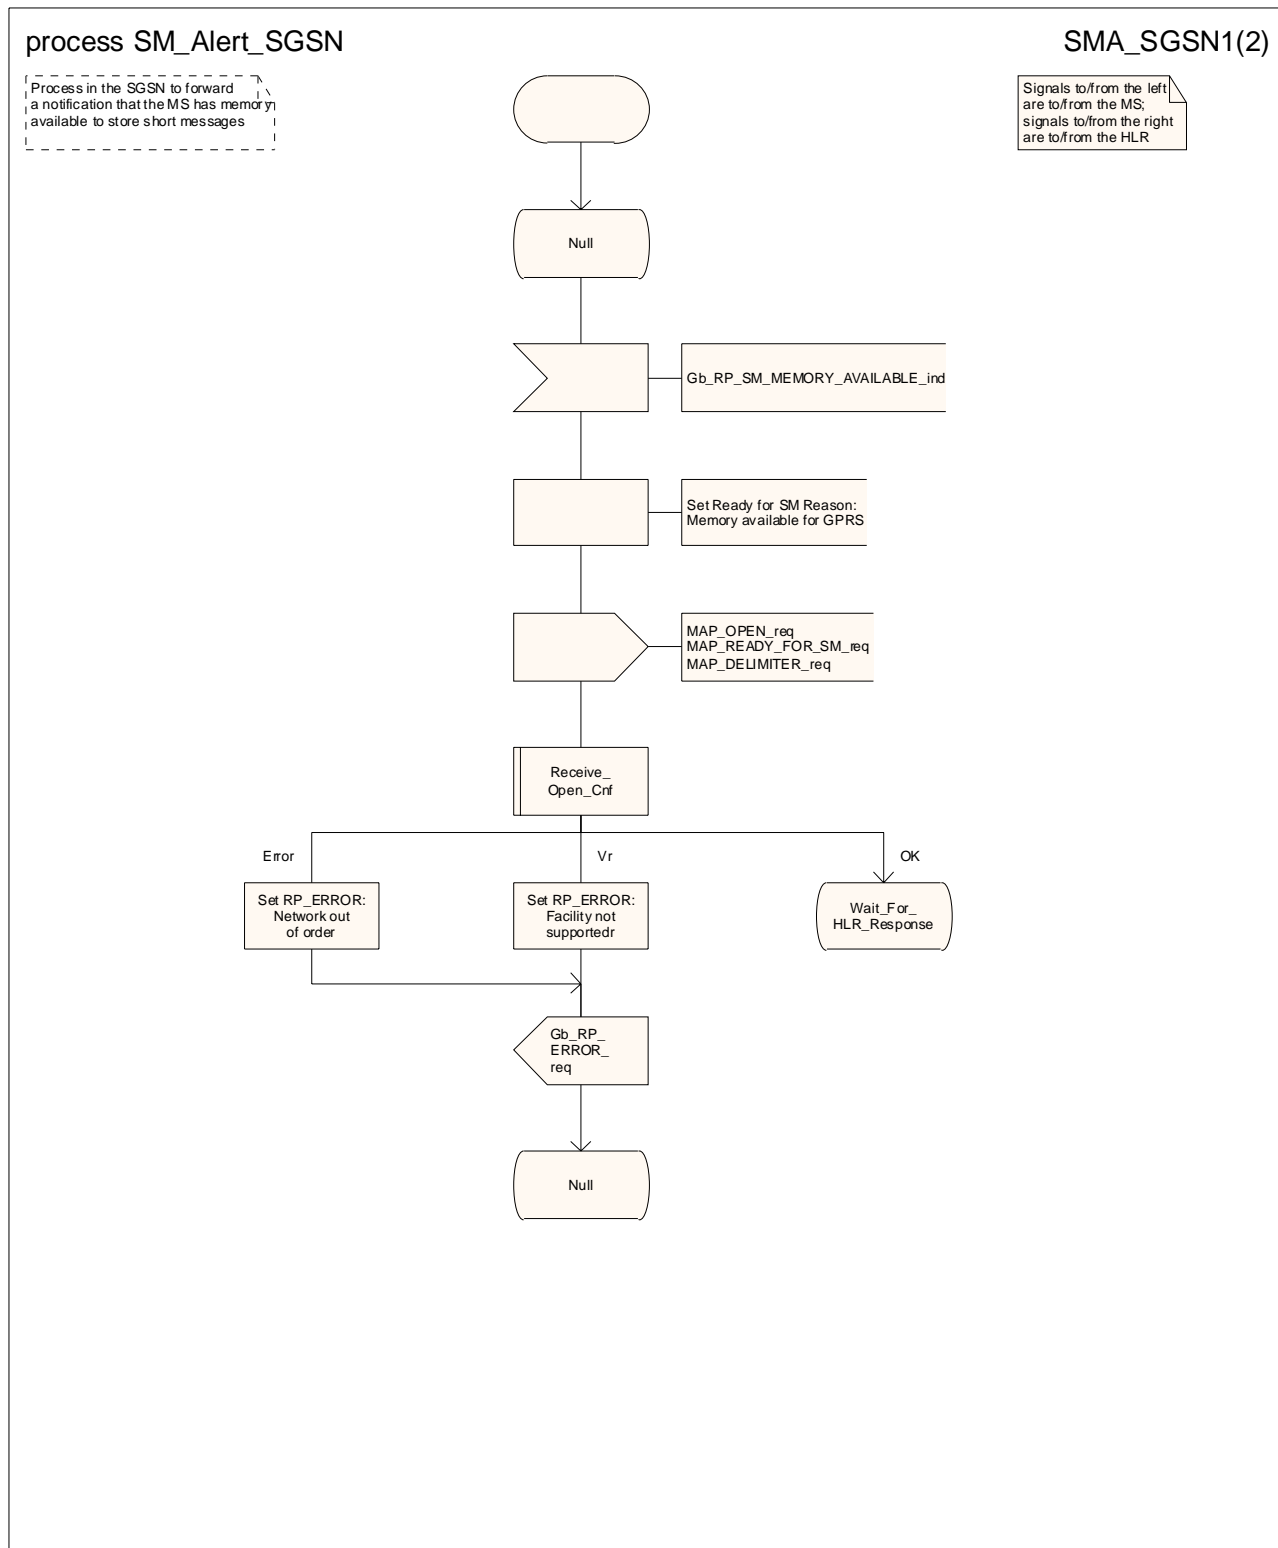 process SM_Alert_SGSN
SMA_SGSN1(2)
Process in the SGSN to forward
a notification that the MS has memory
available to store short messages
Signals to/from the left
are to/from the MS;
signals to/from the right
are to/from the HLR
Null
Gb_RP_SM_MEMORY_AVAILABLE_ind
Set Ready for SM Reason:
Memory available for GPRS
MAP_OPEN_req
MAP_READY_FOR_SM_req
MAP_DELIMITER_req
Receive_
Open_Cnf
Error
Vr
OK
Set RP_ERROR:
Network out
of order
Set RP_ERROR:
Facility not
supportedr
Wait_For_
HLR_Response
Gb_RP_
ERROR_
req
Null